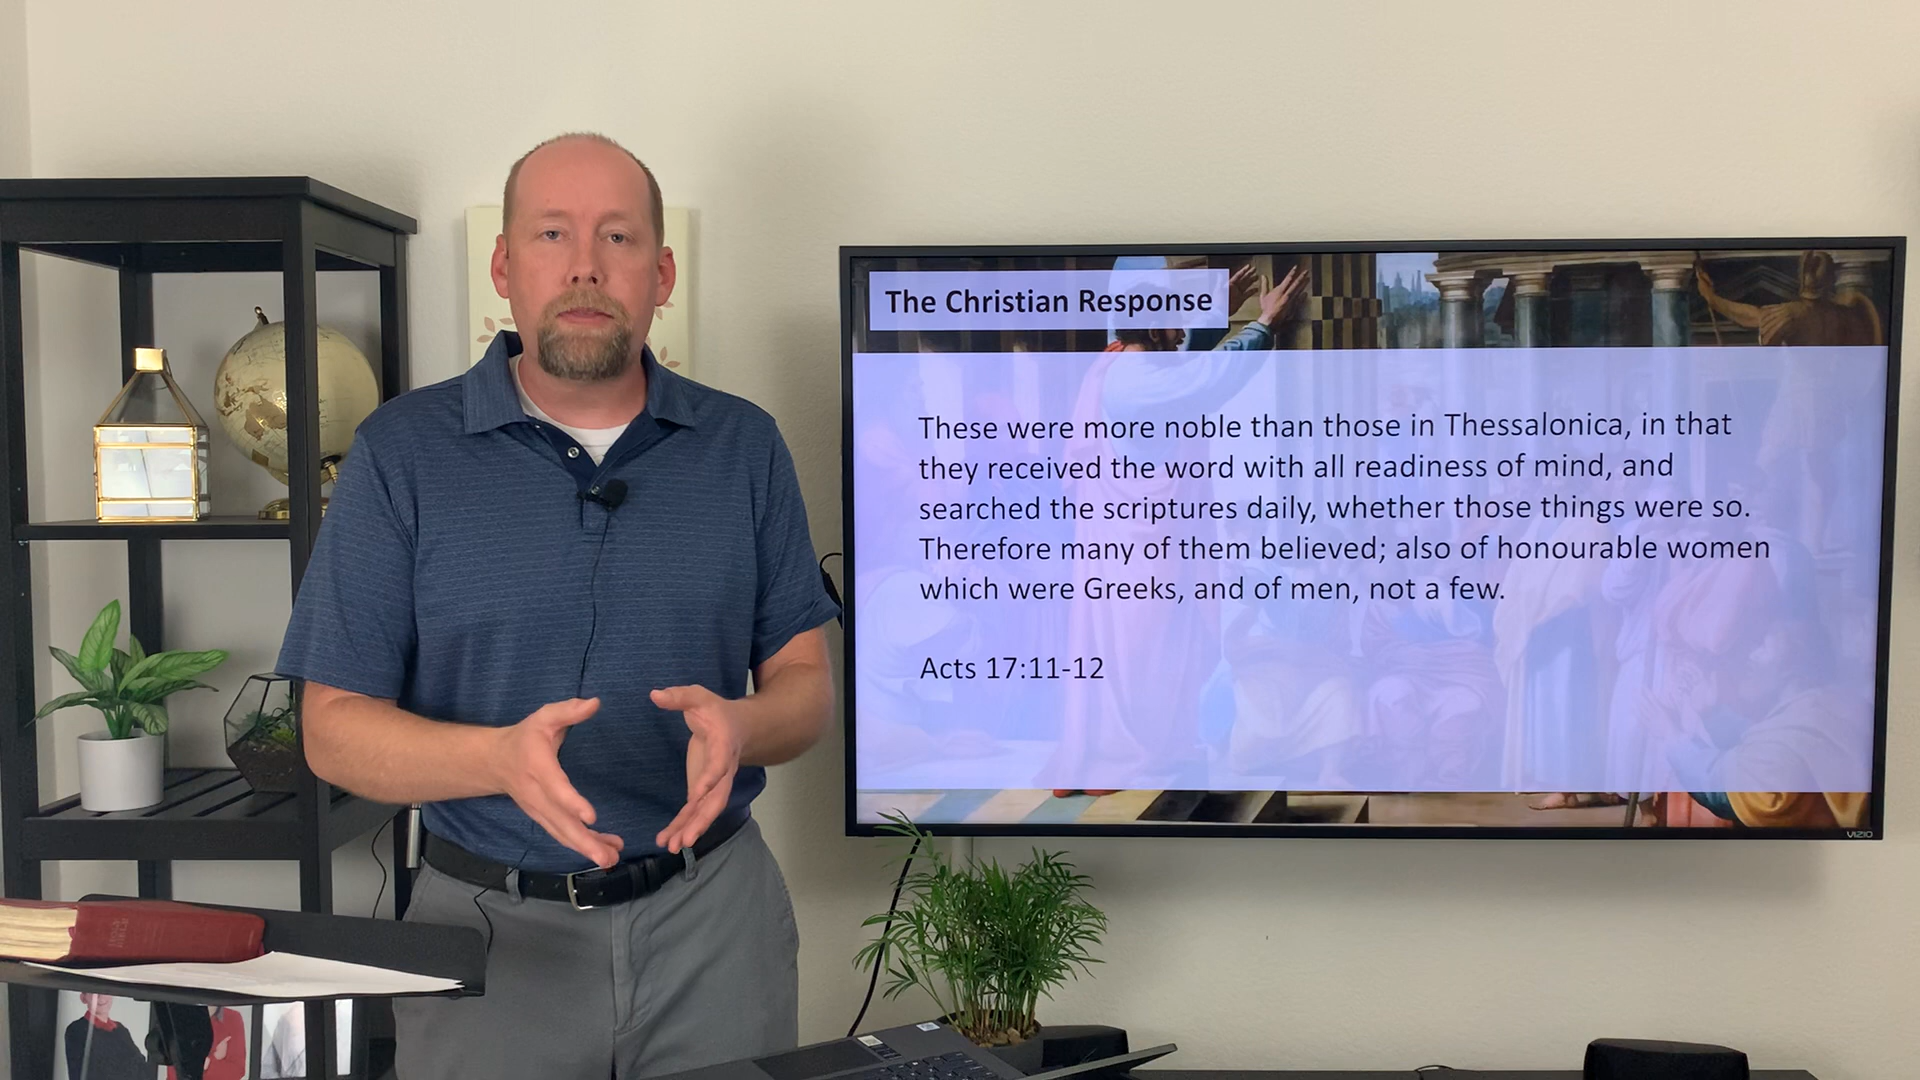 The Christian Response
These were more noble than those in Thessalonica, in that
they received the word with all readiness of mind, and
searched the scriptures daily, whether those things were so.
Therefore many of them believed; also of honourable women
which were Greeks, and of men, not a few.
Acts 17:11-12
VIZIO
HOLY
BIBLE